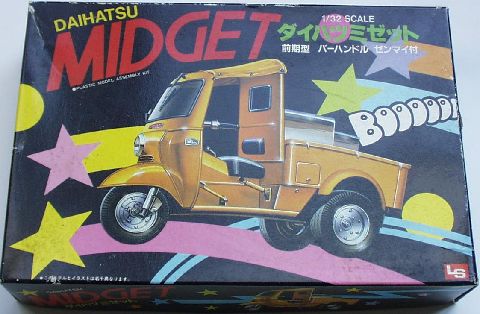 DAIHATSU
MIDGET
●PLASTIC MODEL ASSEMBLY KIT
1/32 SCALE
ダイハツミゼット
前期型 バーハンドル ゼンマイ付
BOOOOO
LS
MIDGET